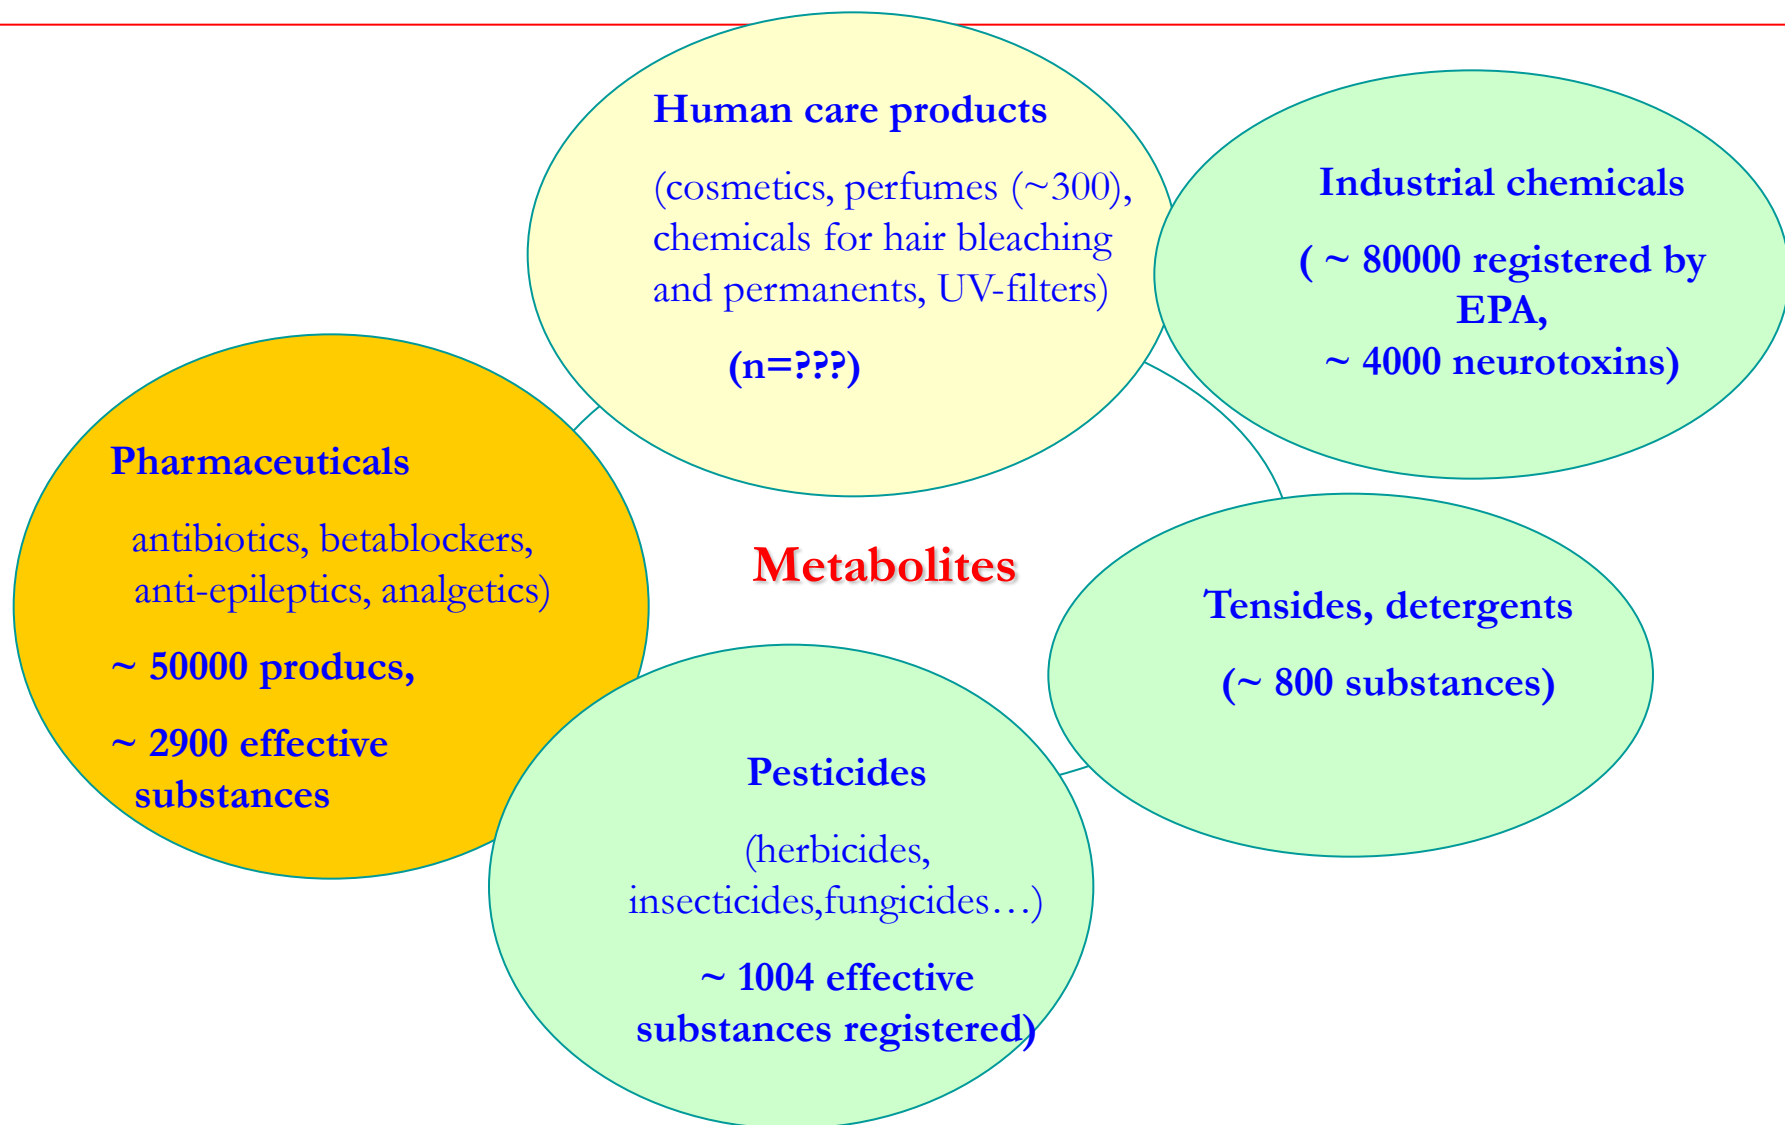 Human care products
(cosmetics, perfumes (~300),
chemicals for hair bleaching
and permanents, UV-filters)
(n=???)
Industrial chemicals
( ~ 80000 registered by
EPA,
~ 4000 neurotoxins)
Pharmaceuticals
antibiotics, betablockers,
anti-epileptics, analgetics)
~ 50000 producs,
~ 2900 effective
substances
Metabolites
Tensides, detergents
(~ 800 substances)
Pesticides
(herbicides,
insecticides,fungicides…)
~ 1004 effective
substances registered)